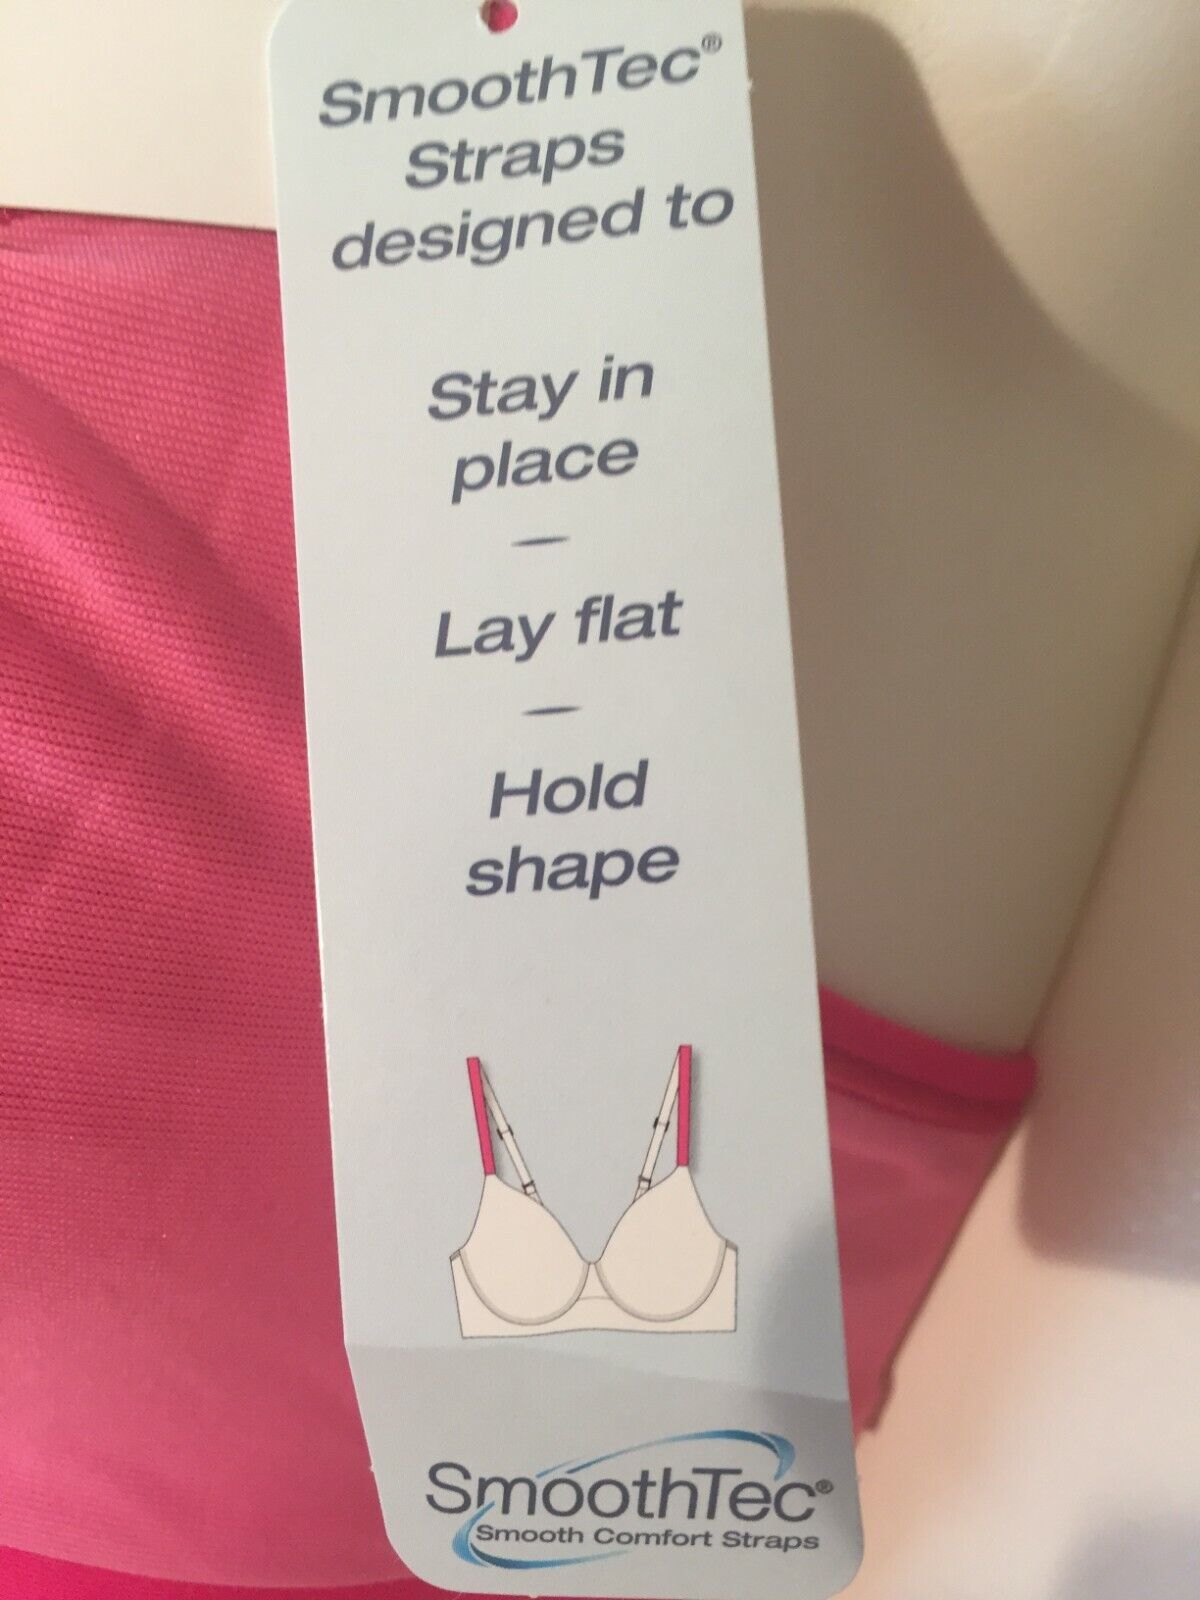 SmoothTec®
Straps
designed to
Stay in
place
Lay flat
Hold
shape
SmoothTec®
Smooth Comfort Straps